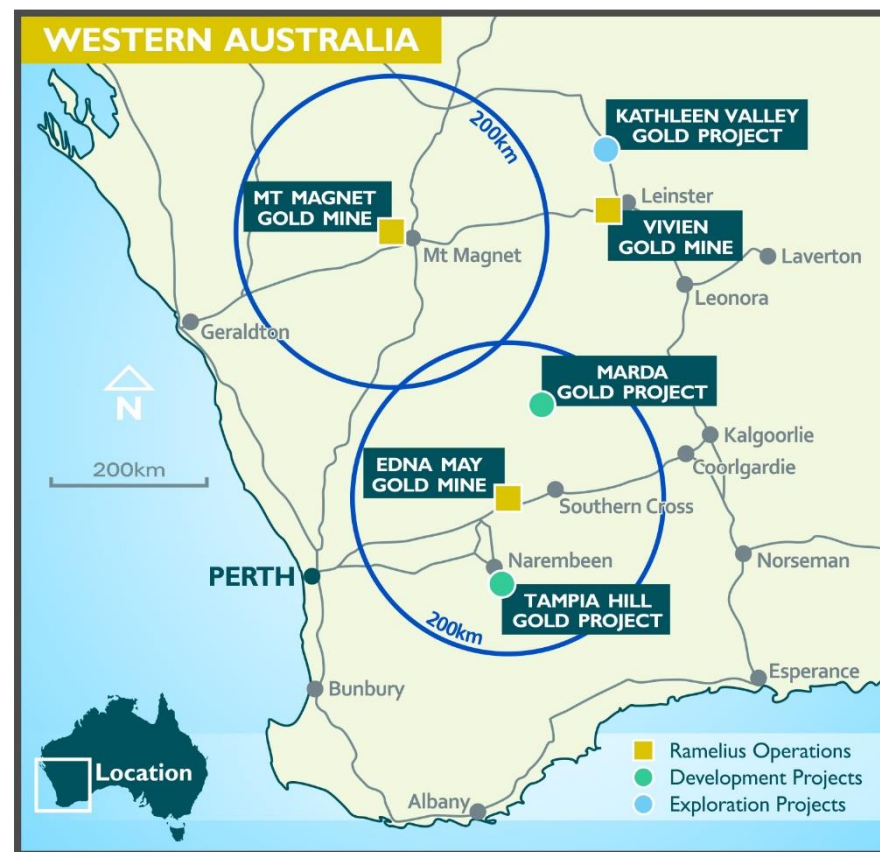 WESTERN AUSTRALIA
200km
KATHLEEN VALLEY
GOLD PROJECT
MT MAGNET
GOLD MINE
Leinster
VIVIEN
GOLD MINE
Mt Magnet
Laverton
Leonora
Geraldton
MARDA
GOLD PROJECT
N
200km
Kalgoorlie
Coorlgardie
EDNA MAY
GOLD MINE
Southern Cross
PERTH
Narembeen
Norseman
TAMPIA HILL
GOLD PROJECT
200km
Esperance
Bunbury
Location
Ramelius Operations
Development Projects
Exploration Projects
Albany